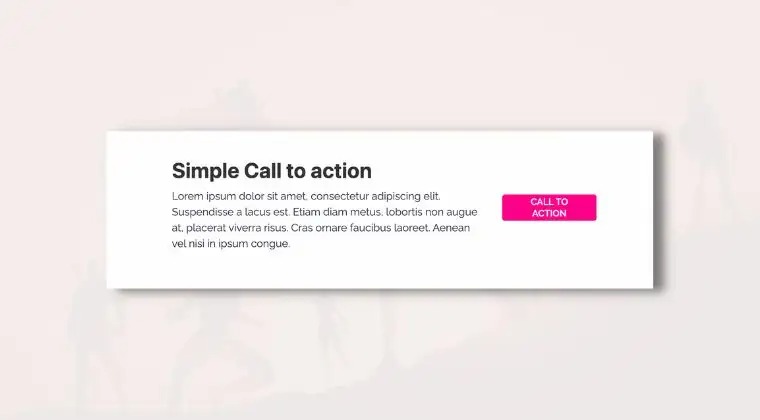 Simple Call to action
Lorem ipsum dolor sit amet, consectetur adipiscing elit.
Suspendisse a lacus est. Etiam diam metus, lobortis non augue
at, placerat viverra risus. Cras ornare faucibus laoreet. Aenean
vel nisi in ipsum congue.
CALL TO
ACTION